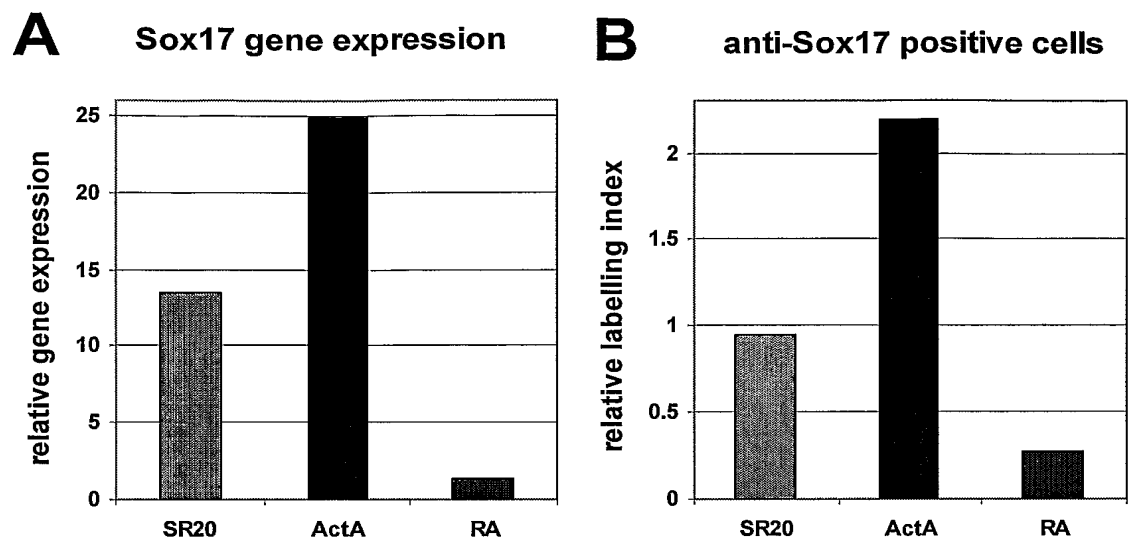 A
Sox17 gene expression
relative gene expression
25
20
15
10
5
0
SR20
ActA
RA
B
anti-Sox17 positive cells
relative labelling index
2
1.5
1
0.5
0
SR20
ActA
RA